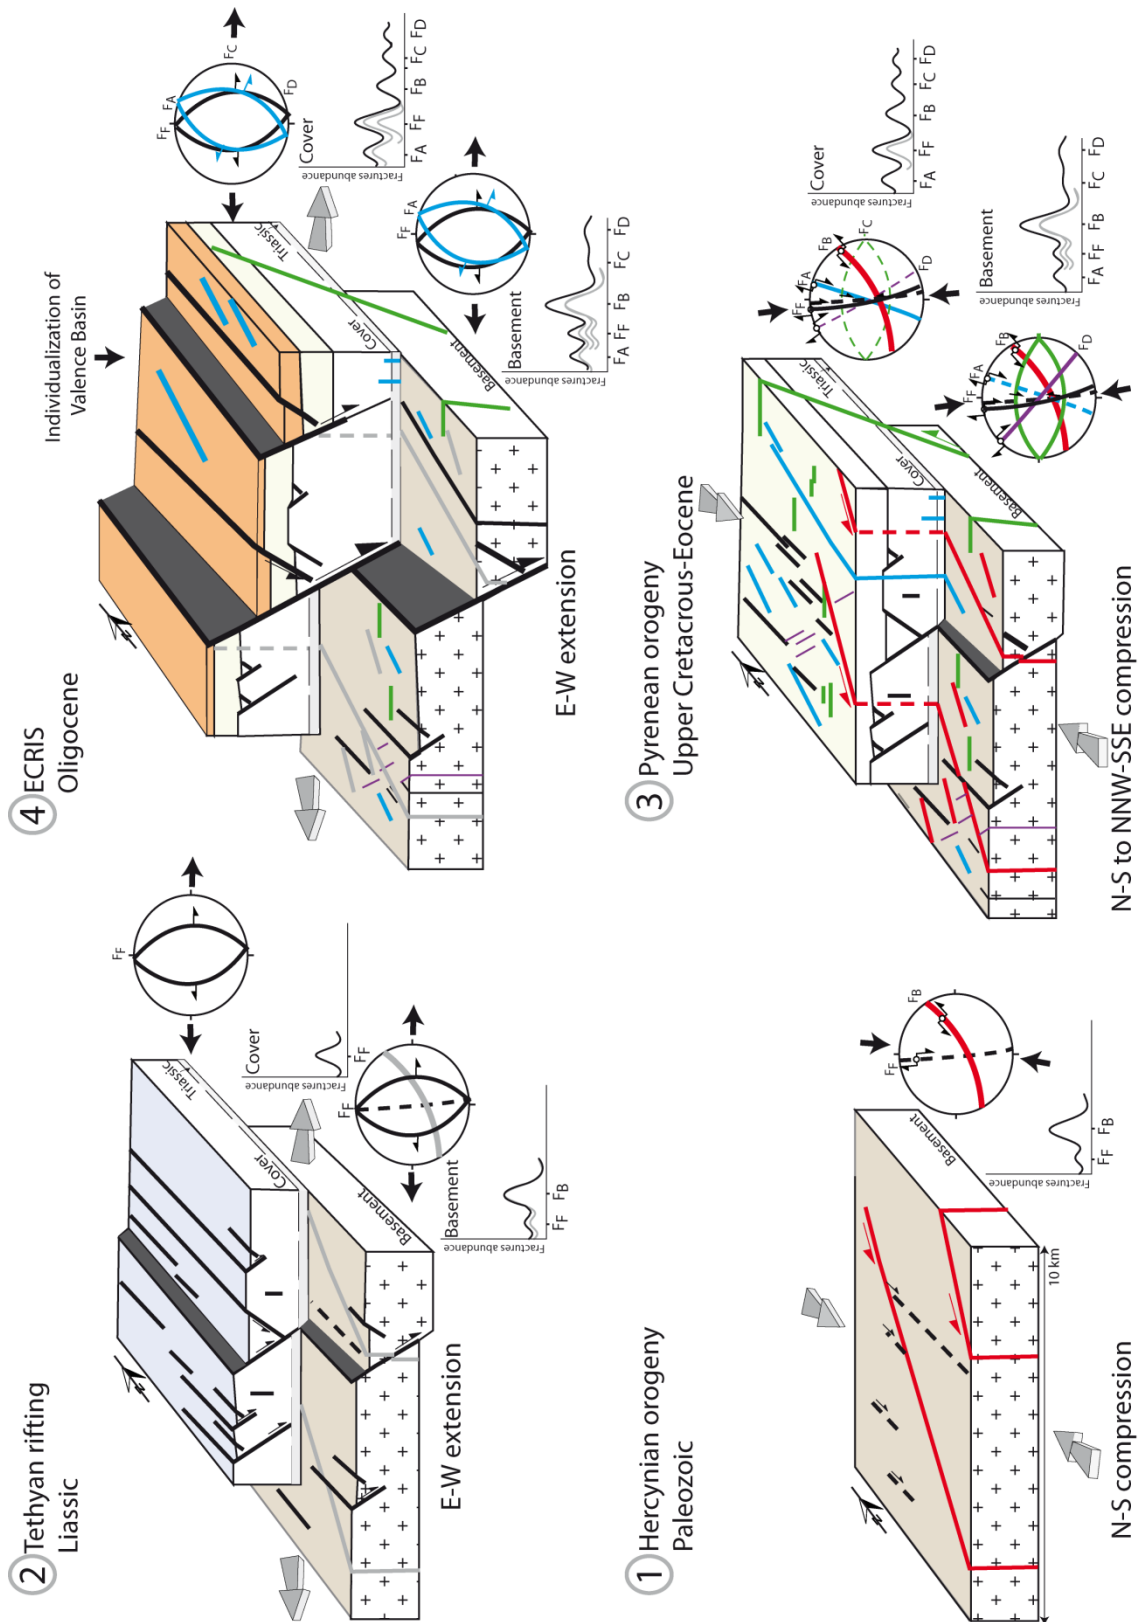 1 Hercynian orogeny
Paleozoic
Basement
10 km
N-S compression
FF
FB
Fractures abundance
FF
FB
2 Tethyan rifting
Liassic
Triassic
Cover
Basement
E-W extension
FF
Cover
Fractures abundance
FF
FF
Basement
Fractures abundance
FF
FB
3 Pyrenean orogeny
Upper Cretacrous-Eocene
Triassic
Cover
Basement
N-S to NNW-SSE compression
FF
FA
FB
FC
FD
Cover
Fractures abundance
FA
FF
FB
FC
FD
FF
FA
FB
FD
Basement
Fractures abundance
FA
FF
FB
FC
FD
4 ECRIS
Oligocene
Individualization of
Valence Basin
Triassic
Cover
Basement
E-W extension
FF
FA
FC
FD
Cover
Fractures abundance
FA
FF
FB
FC
FD
FF
FA
Basement
Fractures abundance
FA
FF
FB
FC
FD